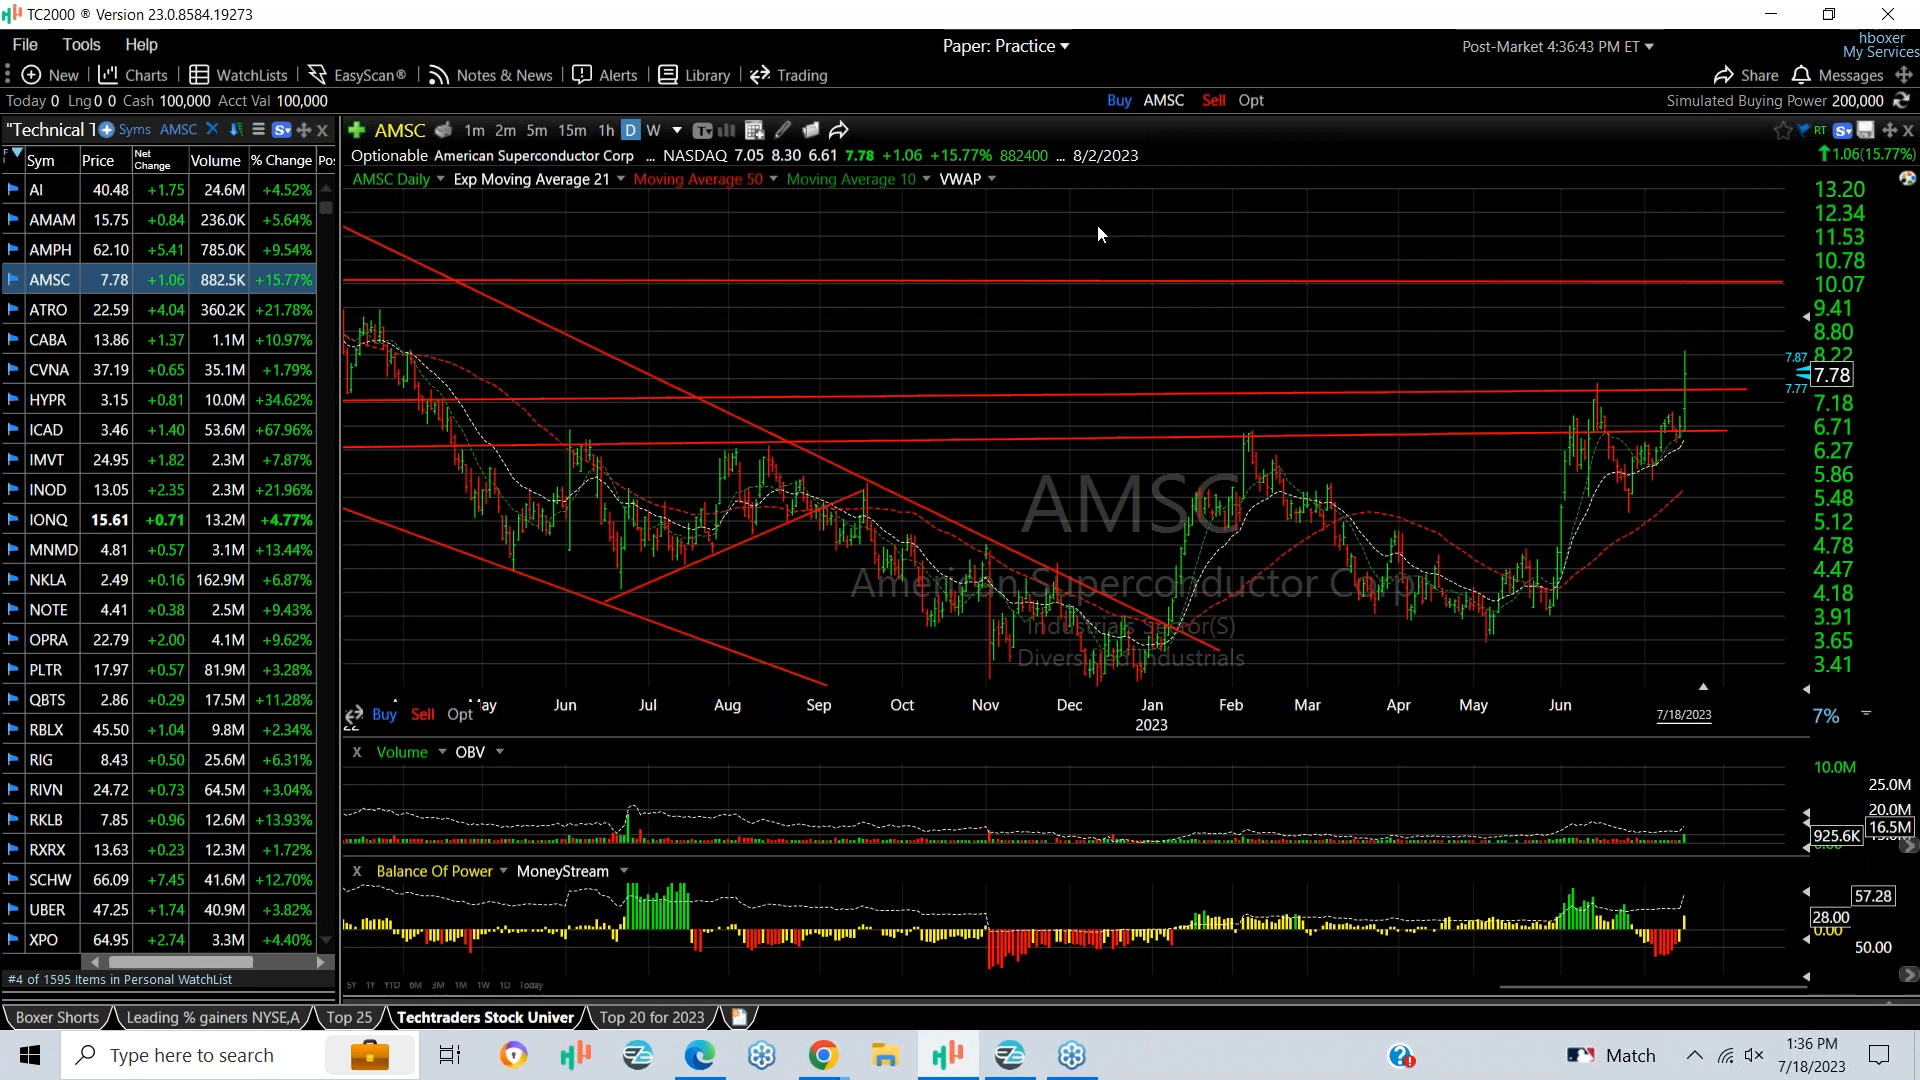 TC2000 ® Version 23.0.8584.19273
File Tools Help
Paper: Practice
Post-Market 4:36:43 PM ET
hboxer
My Services
New Charts WatchLists EasyScan® Notes & News Alerts Library Trading
Share Messages
Today 0 Lng 0 0 Cash 100,000 Acct Val 100,000
Buy AMSC Sell Opt
Simulated Buying Power 200,000
"Technical T Syms AMSC
AMSC 1m 2m 5m 15m 1h D W
RT
Optionable American Superconductor Corp ... NASDAQ 7.05 8.30 6.61 7.78 +1.06 +15.77% 882400 ... 8/2/2023
1.06(15.77%)
AMSC Daily Exp Moving Average 21 Moving Average 50 Moving Average 10 VWAP
Sym Price Net Change Volume % Change Pos
AI 40.48 +1.75 24.6M +4.52%
AMAM 15.75 +0.84 236.0K +5.64%
AMPH 62.10 +5.41 785.0K +9.54%
AMSC 7.78 +1.06 882.5K +15.77%
ATRO 22.59 +4.04 360.2K +21.78%
CABA 13.86 +1.37 1.1M +10.97%
CVNA 37.19 +0.65 35.1M +1.79%
HYPR 3.15 +0.81 10.0M +34.62%
ICAD 3.46 +1.40 53.6M +67.96%
IMVT 24.95 +1.82 2.3M +7.87%
INOD 13.05 +2.35 2.3M +21.96%
IONQ 15.61 +0.71 13.2M +4.77%
MNMD 4.81 +0.57 3.1M +13.44%
NKLA 2.49 +0.16 162.9M +6.87%
NOTE 4.41 +0.38 2.5M +9.43%
OPRA 22.79 +2.00 4.1M +9.62%
PLTR 17.97 +0.57 81.9M +3.28%
QBTS 2.86 +0.29 17.5M +11.28%
RBLX 45.50 +1.04 9.8M +2.34%
RIG 8.43 +0.50 25.6M +6.31%
RIVN 24.72 +0.73 64.5M +3.04%
RKLB 7.85 +0.96 12.6M +13.93%
RXRX 13.63 +0.23 12.3M +1.72%
SCHW 66.09 +7.45 41.6M +12.70%
UBER 47.25 +1.74 40.9M +3.82%
XPO 64.95 +2.74 3.3M +4.40%
#4 of 1595 Items in Personal WatchList
13.20
12.34
11.53
10.78
10.07
9.41
8.80
7.87 8.22
7.78
7.77
7.18
6.71
6.27
5.86
5.48
5.12
4.78
4.47
4.18
3.91
3.65
3.41
AMSC
American Superconductor Corp
Industrials Sector(S)
Diversified Industrials
Jun Jul Aug Sep Oct Nov Dec Jan Feb Mar Apr May Jun
22 2023 7/18/2023
Buy Sell Opt
7%
X Volume OBV
10.0M
25.0M
20.0M
16.5M
925.6K
X Balance Of Power MoneyStream
57.28
28.00
0.00
50.00
5Y 1Y YTD 6M 3M 1M 1W 1D Today
Boxer Shorts Leading % gainers NYSE,A Top 25 Techtraders Stock Univer Top 20 for 2023
Type here to search
Match
1:36 PM
7/18/2023